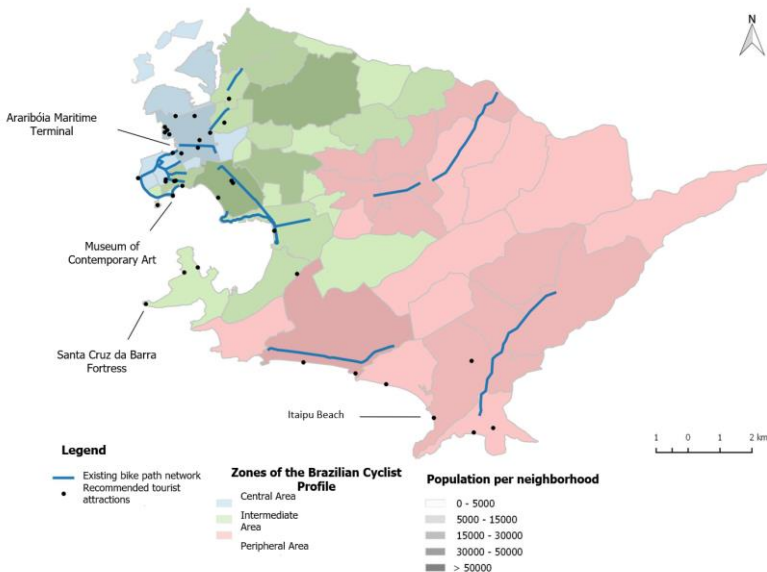 N
Araribóia Maritime
Terminal
Museum of
Contemporary Art
Santa Cruz da Barra
Fortress
Itaipu Beach
1 0 1 2 km
Legend
Existing bike path network
Recommended tourist
attractions
Zones of the Brazilian Cyclist
Profile
Central Area
Intermediate
Area
Peripheral Area
Population per neighborhood
0 - 5000
5000 - 15000
15000 - 30000
30000 - 50000
> 50000